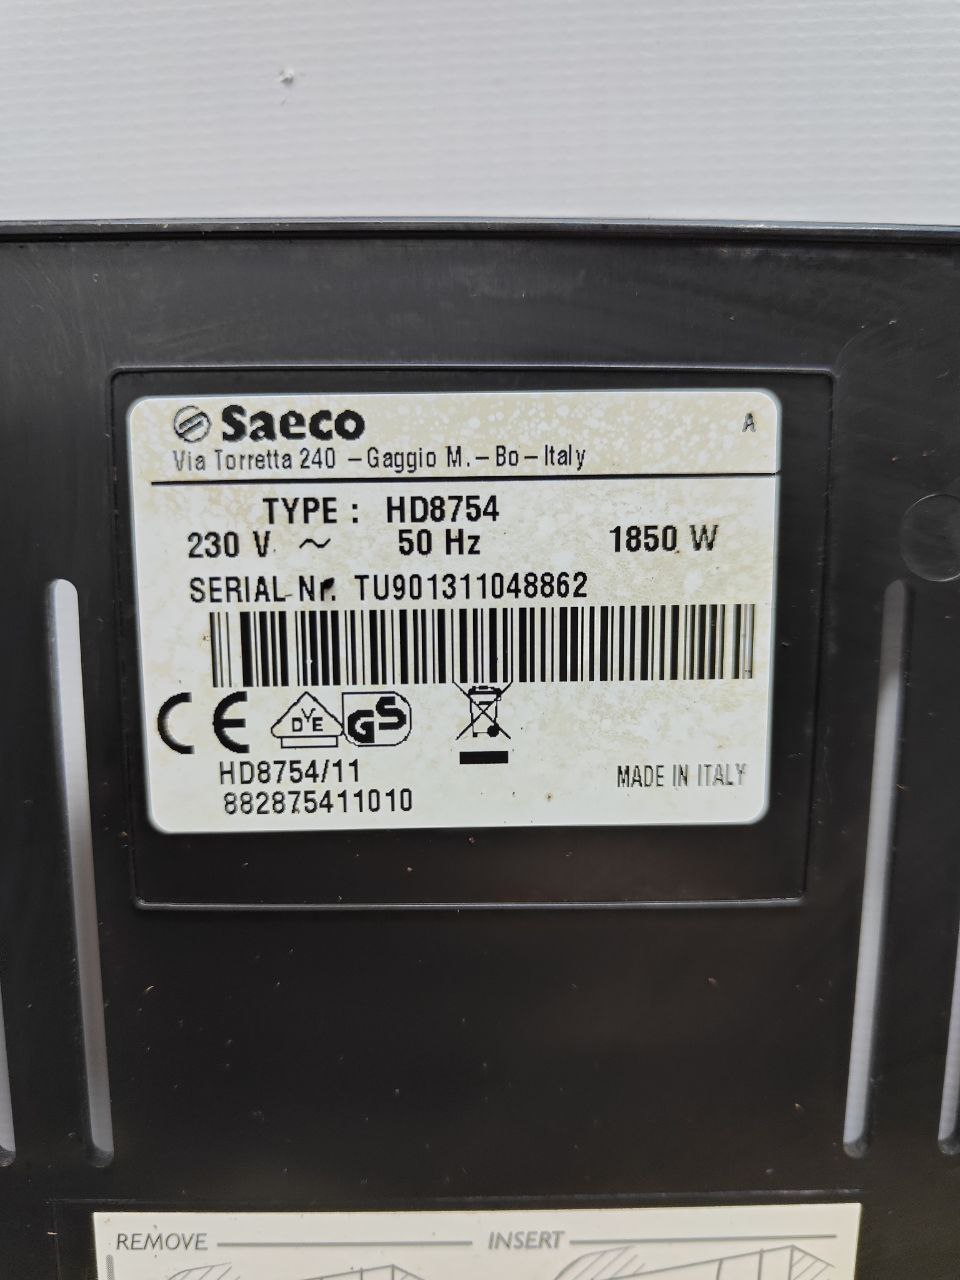 Saeco
A
Via Torretta 240 – Gaggio M. – Bo – Italy
TYPE : HD8754
230 V ~ 50 Hz 1850 W
SERIAL Nr. TU901311048862
CE DVE GS
HD8754/11
MADE IN ITALY
882875411010
REMOVE INSERT